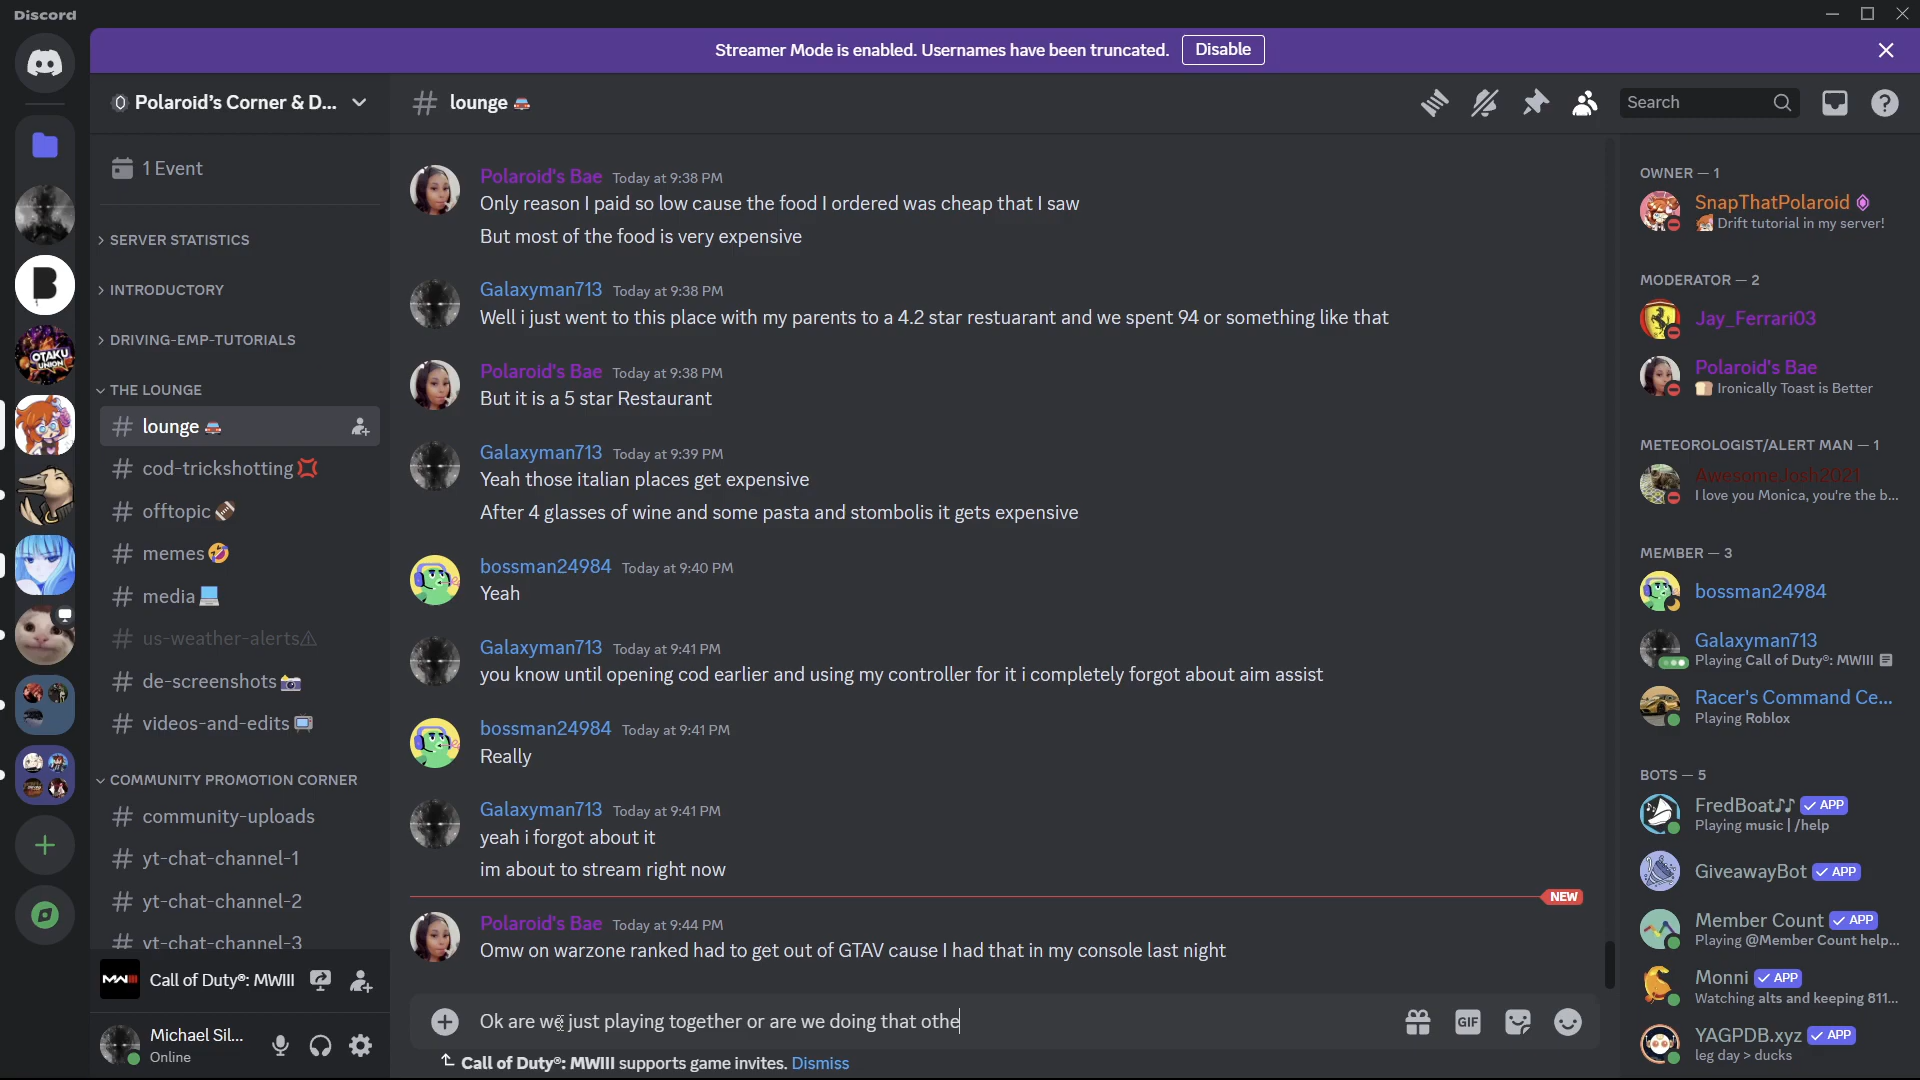 Discord
Streamer Mode is enabled. Usernames have been truncated.
Disable
Polaroid's Corner & D...
1 Event
SERVER STATISTICS
INTRODUCTORY
DRIVING-EMP-TUTORIALS
THE LOUNGE
lounge
cod-trickshotting
offtopic
memes
media
us-weather-alerts
de-screenshots
videos-and-edits
COMMUNITY PROMOTION CORNER
community-uploads
yt-chat-channel-1
yt-chat-channel-2
yt-chat-channel-3
Call of Duty®: MWIII
Michael Sil...
Online
B
OTAKU
UNION
lounge
Search
Polaroid's Bae Today at 9:38 PM
Only reason I paid so low cause the food I ordered was cheap that I saw
But most of the food is very expensive
Galaxyman713 Today at 9:38 PM
Well i just went to this place with my parents to a 4.2 star restuarant and we spent 94 or something like that
Polaroid's Bae Today at 9:38 PM
But it is a 5 star Restaurant
Galaxyman713 Today at 9:39 PM
Yeah those italian places get expensive
After 4 glasses of wine and some pasta and stombolis it gets expensive
bossman24984 Today at 9:40 PM
Yeah
Galaxyman713 Today at 9:41 PM
you know until opening cod earlier and using my controller for it i completely forgot about aim assist
bossman24984 Today at 9:41 PM
Really
Galaxyman713 Today at 9:41 PM
yeah i forgot about it
im about to stream right now
NEW
Polaroid's Bae Today at 9:44 PM
Omw on warzone ranked had to get out of GTAV cause I had that in my console last night
Ok are we just playing together or are we doing that othe
GIF
Call of Duty®: MWIII supports game invites. Dismiss
OWNER — 1
SnapThatPolaroid
Drift tutorial in my server!
MODERATOR — 2
Jay_Ferrari03
Polaroid's Bae
Ironically Toast is Better
METEOROLOGIST/ALERT MAN — 1
AwesomeJosh2021
I love you Monica, you're the b...
MEMBER — 3
bossman24984
Galaxyman713
Playing Call of Duty®: MWIII
Racer's Command Ce...
Playing Roblox
BOTS — 5
FredBoat♪♪ ✓ APP
Playing music | /help
GiveawayBot ✓ APP
Member Count ✓ APP
Playing @Member Count help...
Monni ✓ APP
Watching alts and keeping 811...
YAGPDB.xyz ✓ APP
leg day > ducks